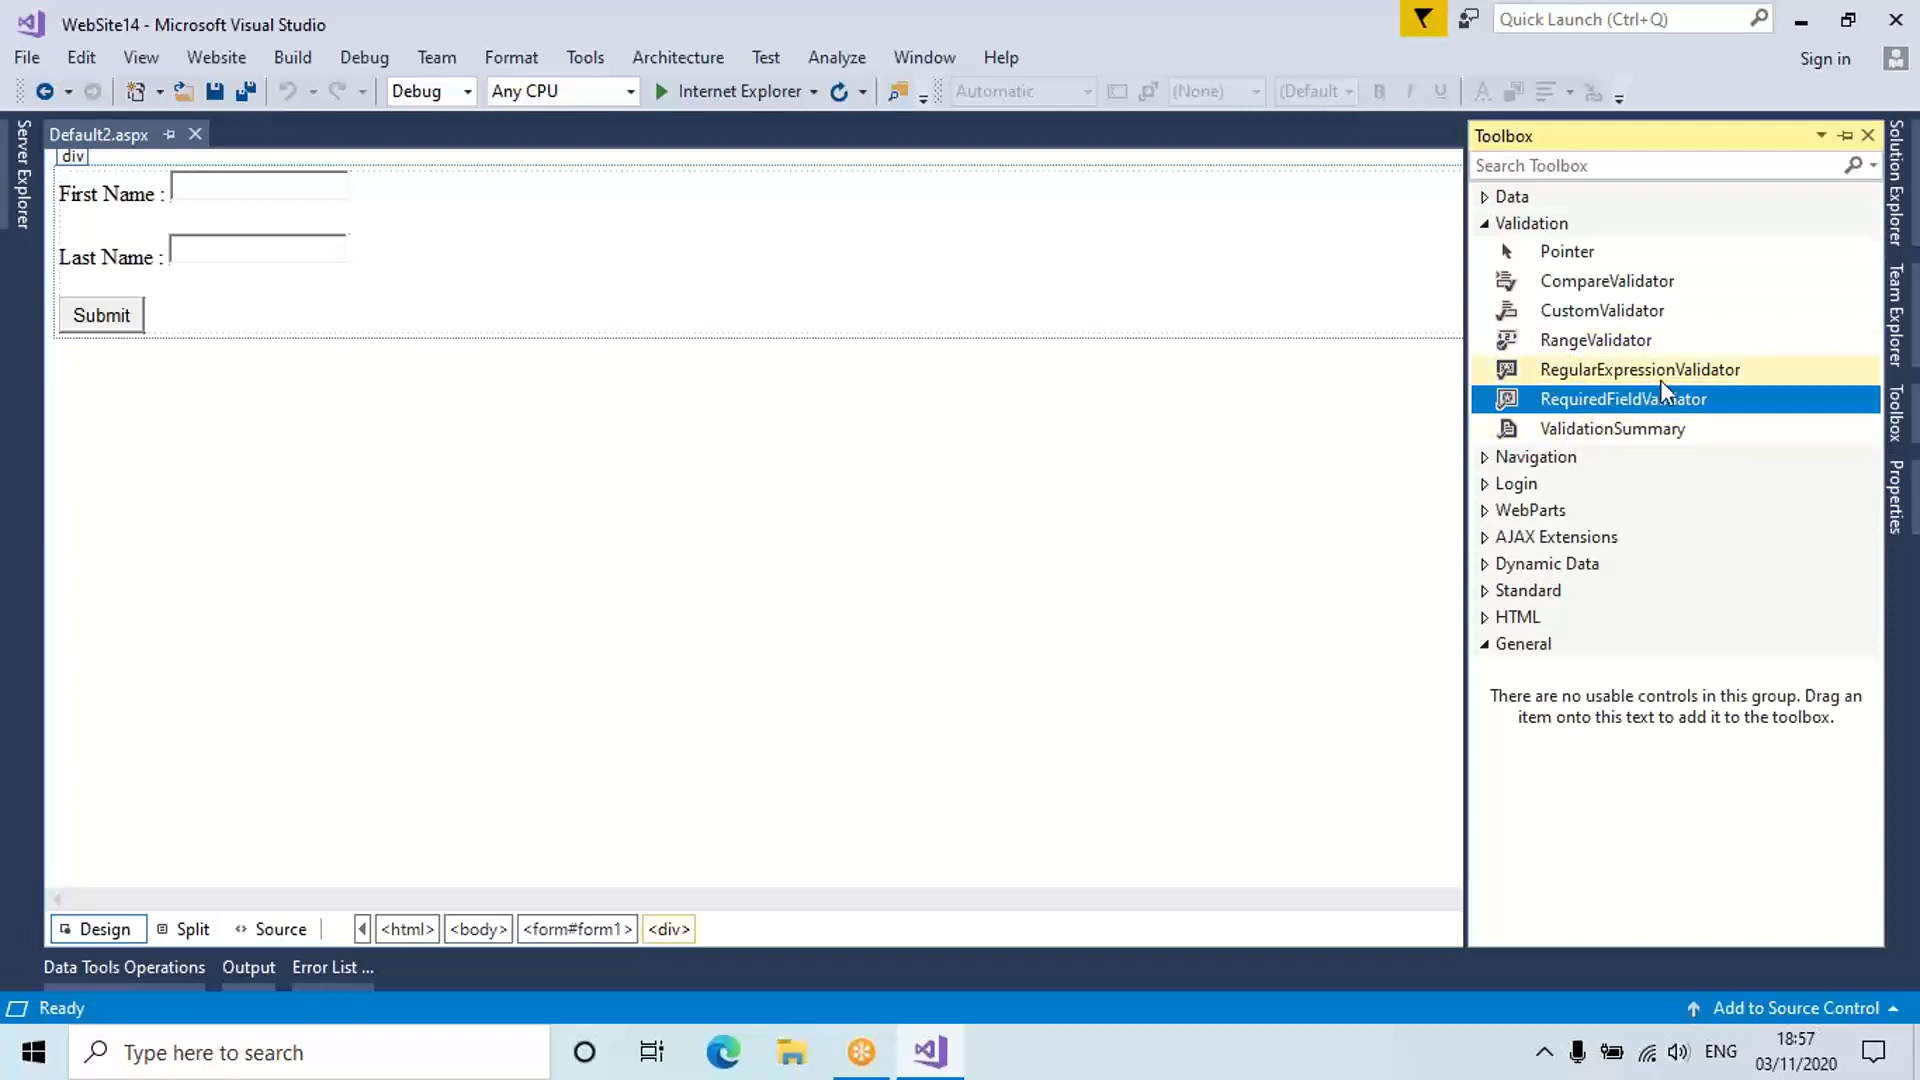 WebSite14 - Microsoft Visual Studio
Quick Launch (Ctrl+Q)
File Edit View Website Build Debug Team Format Tools Architecture Test Analyze Window Help
Sign in
Debug Any CPU Internet Explorer Automatic (None) (Default B I U A
Server Explorer
Default2.aspx
div
First Name :
Last Name :
Submit
Toolbox
Search Toolbox
Data
Validation
Pointer
CompareValidator
CustomValidator
RangeValidator
RegularExpressionValidator
RequiredFieldValidator
ValidationSummary
Navigation
Login
WebParts
AJAX Extensions
Dynamic Data
Standard
HTML
General
There are no usable controls in this group. Drag an
item onto this text to add it to the toolbox.
Solution Explorer
Team Explorer
Toolbox
Properties
Design Split Source <html> <body> <form#form1> <div>
Data Tools Operations Output Error List ...
Ready
Add to Source Control
Type here to search
ENG
18:57
03/11/2020